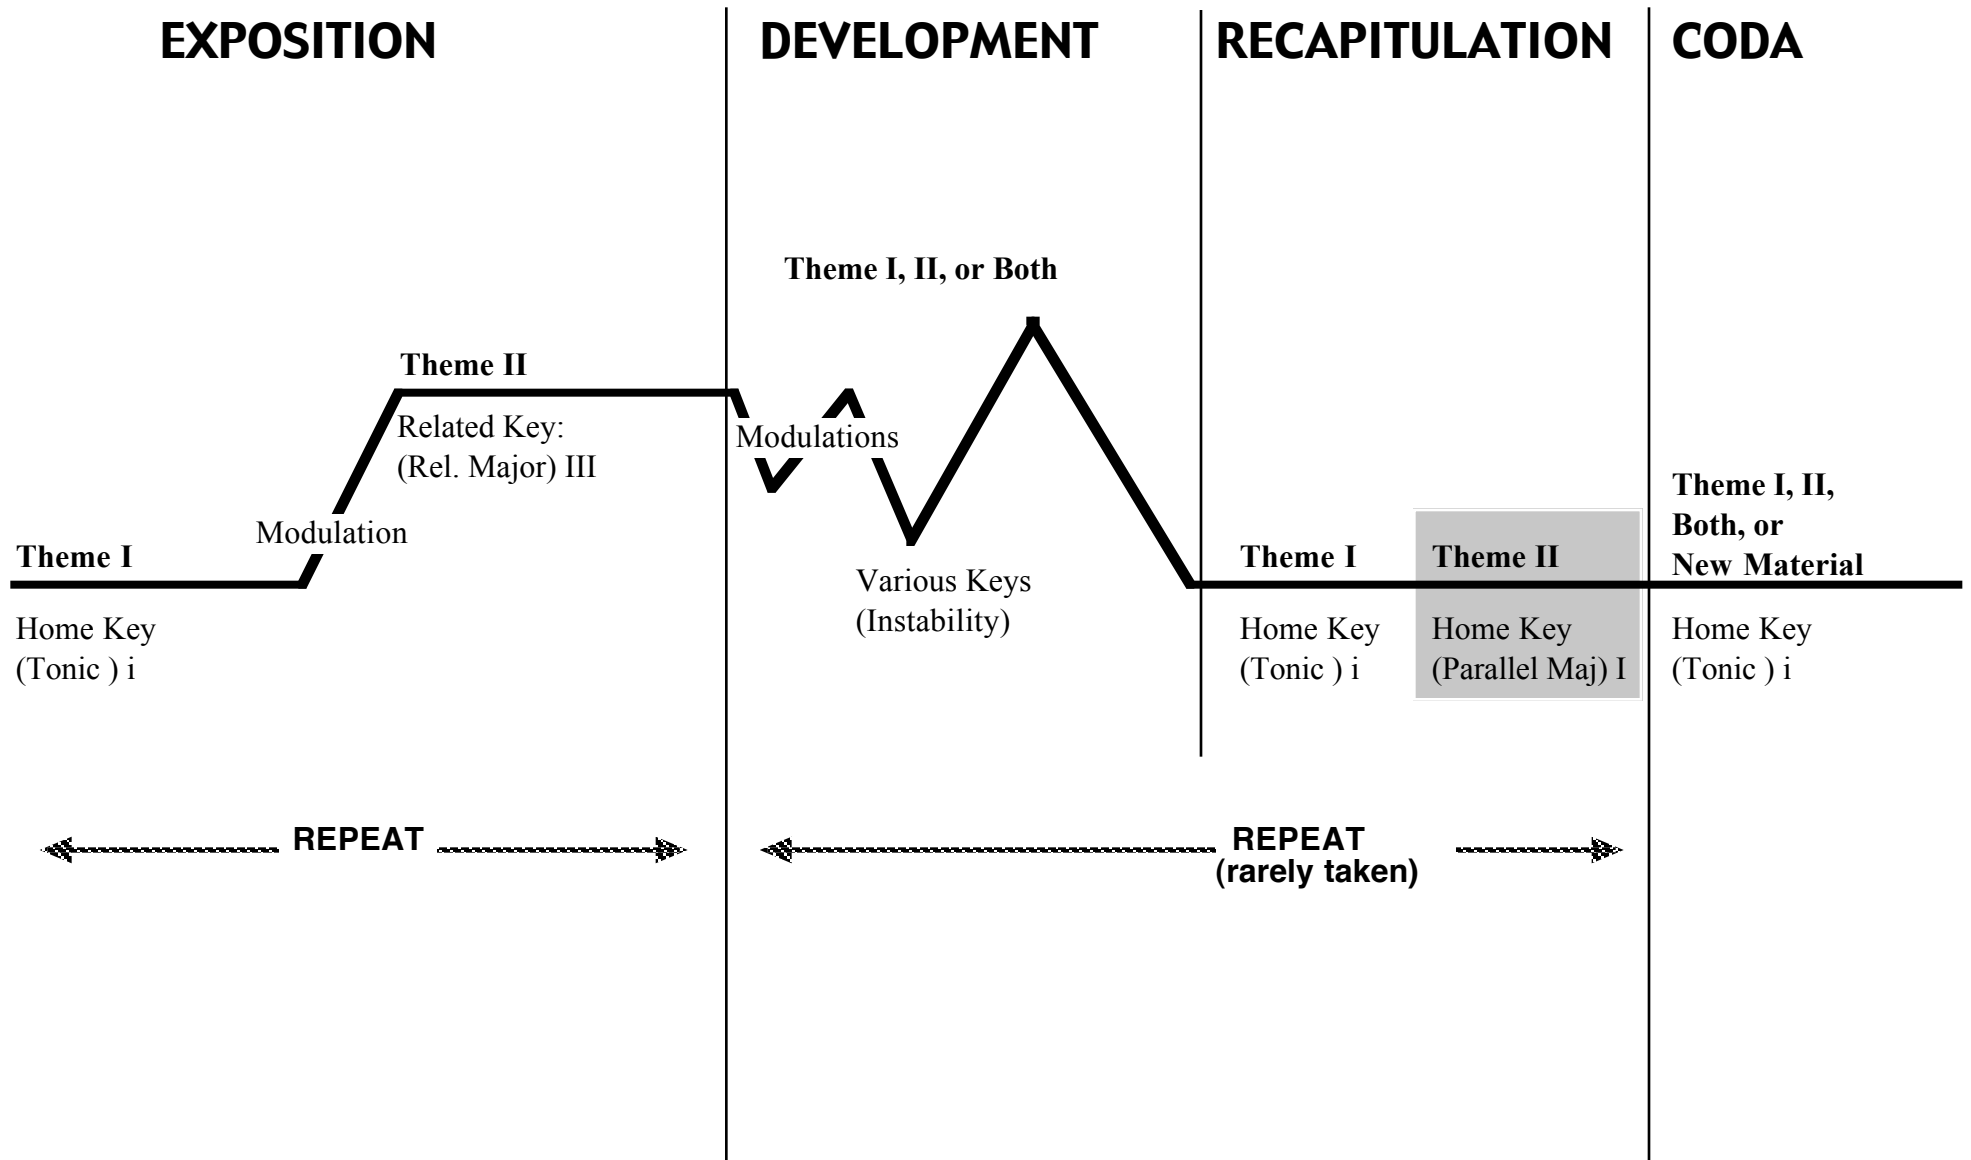 EXPOSITION
DEVELOPMENT
RECAPITULATION
CODA
Theme I
Home Key
(Tonic ) i
Modulation
Theme II
Related Key:
(Rel. Major) III
Theme I, II, or Both
Modulations
Various Keys
(Instability)
Theme I
Home Key
(Tonic ) i
Theme II
Home Key
(Parallel Maj) I
Theme I, II,
Both, or
New Material
Home Key
(Tonic ) i
REPEAT
REPEAT
(rarely taken)